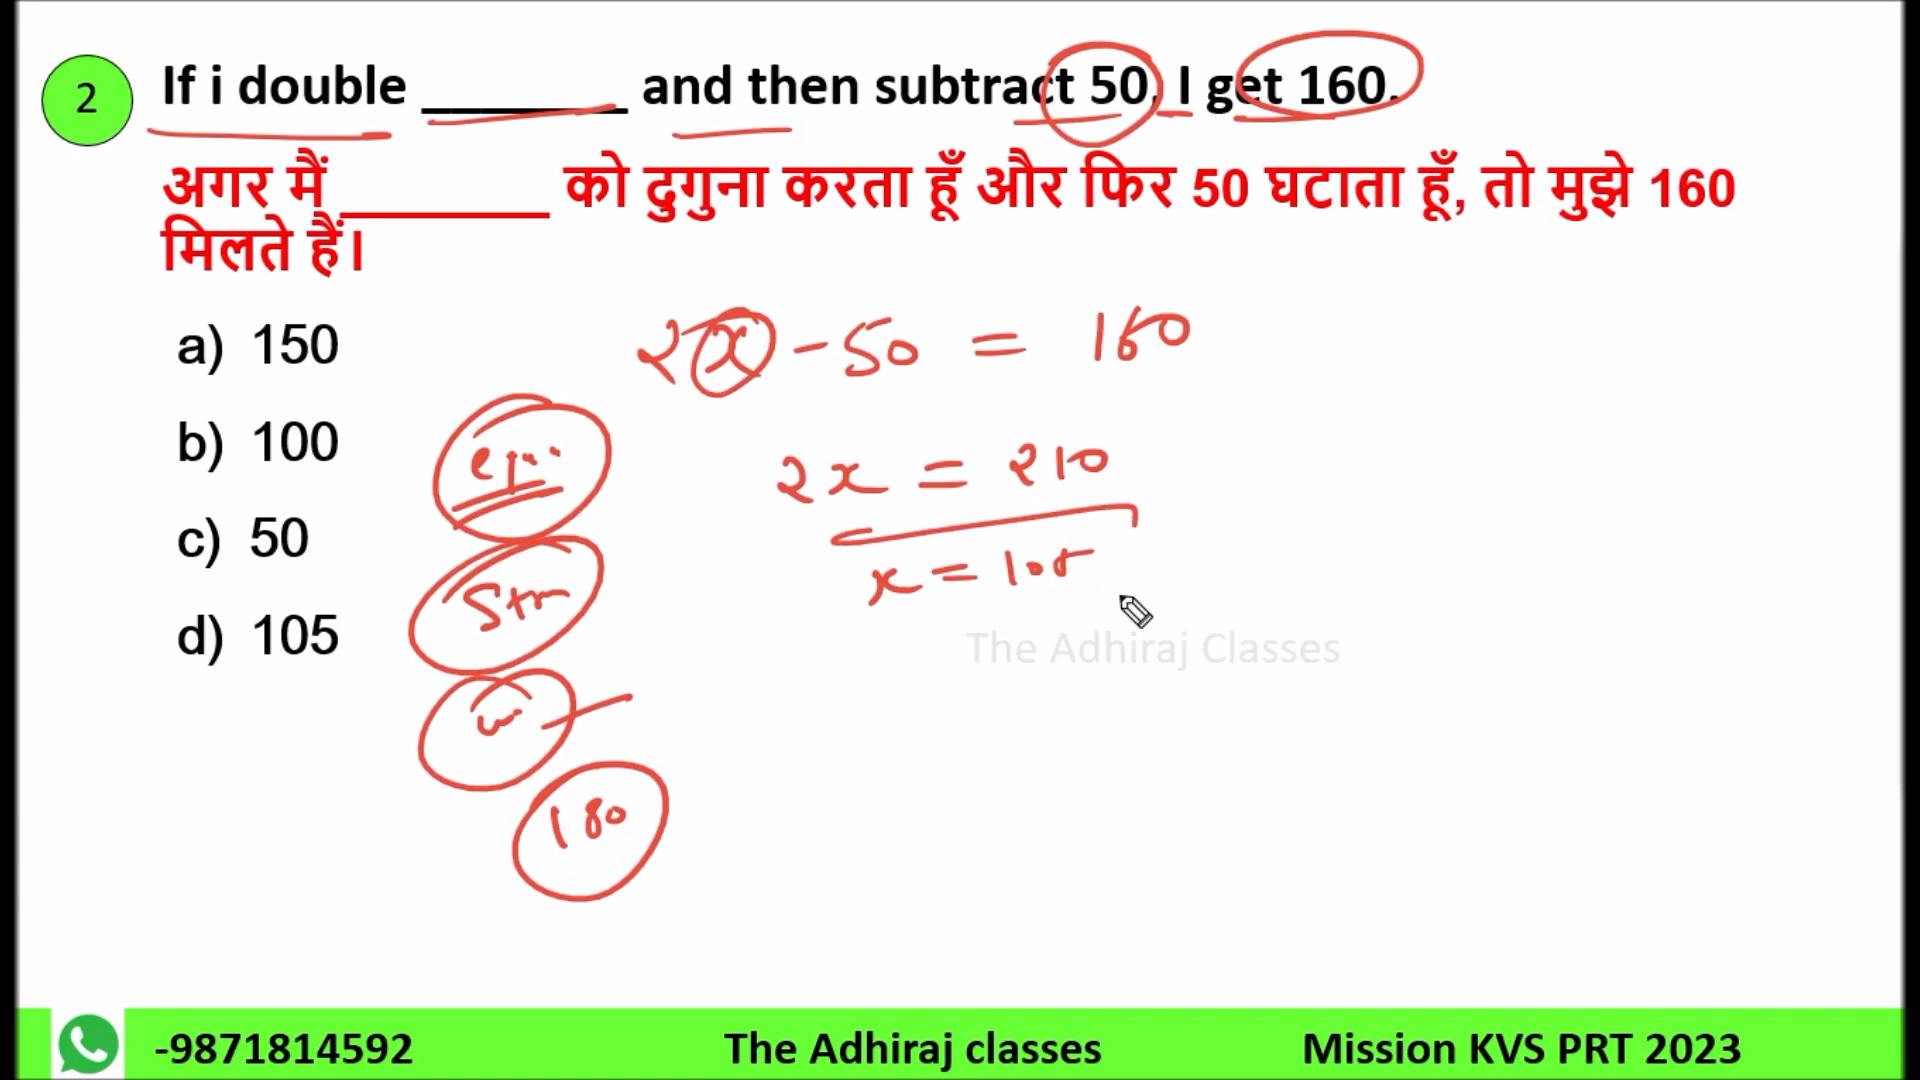 2 If i double _______ and then subtract 50, I get 160.
अगर मैं _______ को दुगुना करता हूँ और फिर 50 घटाता हूँ, तो मुझे 160
मिलते हैं।
a) 150
2x - 50 = 160
b) 100
2x = 210
c) 50
x = 105
d) 105
The Adhiraj Classes
180
-9871814592 The Adhiraj classes Mission KVS PRT 2023